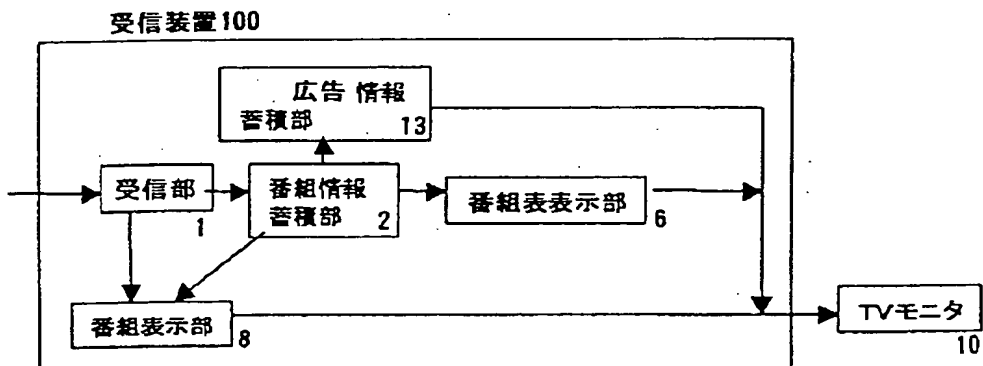 受信装置100
広告 情報
蓄積部
13
受信部
1
番組情報
蓄積部
2
番組表表示部
6
番組表示部
8
TVモニタ
10